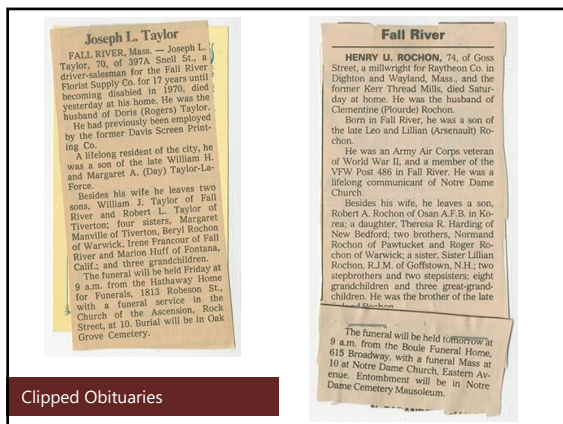 Joseph L. Taylor
FALL RIVER, Mass. — Joseph L.
Taylor, 70, of 397A Snell St., a
driver-salesman for the Fall River
Florist Supply Co. for 17 years until
becoming disabled in 1970, died
yesterday at his home. He was the
husband of Doris (Rogers) Taylor.
He had previously been employed
by the former Davis Screen Print-
ing Co.
A lifelong resident of the city, he
was a son of the late William H.
and Margaret A. (Day) Taylor-La-
Force.
Besides his wife he leaves two
sons, William J. Taylor of Fall
River and Robert L. Taylor of
Tiverton; four sisters, Margaret
Manville of Tiverton, Beryl Rochon
of Warwick, Irene Francour of Fall
River and Marion Huff of Fontana,
Calif.; and three grandchildren.
The funeral will be held Friday at
9 a.m. from the Hathaway Home
for Funerals, 1813 Robeson St.,
with a funeral service in the
Church of the Ascension, Rock
Street, at 10. Burial will be in Oak
Grove Cemetery.
Fall River
HENRY U. ROCHON, 74, of Goss
Street, a millwright for Raytheon Co. in
Dighton and Wayland, Mass., and the
former Kerr Thread Mills, died Satur-
day at home. He was the husband of
Clementine (Plourde) Rochon.
Born in Fall River, he was a son of
the late Leo and Lillian (Arsenault) Ro-
chon.
He was an Army Air Corps veteran
of World War II, and a member of the
VFW Post 486 in Fall River. He was a
lifelong communicant of Notre Dame
Church.
Besides his wife, he leaves a son,
Robert A. Rochon of Osan A.F.B. in Ko-
rea; a daughter, Theresa R. Harding of
New Bedford; two brothers, Normand
Rochon of Pawtucket and Roger Ro-
chon of Warwick; a sister, Sister Lillian
Rochon, R.J.M. of Goffstown, N.H.; two
stepbrothers and two stepsisters; eight
grandchildren and three great-grand-
children. He was the brother of the late
Rochon
The funeral will be held tomorrow at
9 a.m. from the Boule Funeral Home,
615 Broadway, with a funeral Mass at
10 at Notre Dame Church, Eastern Av-
enue. Entombment will be in Notre
Dame Cemetery Mausoleum.
Clipped Obituaries